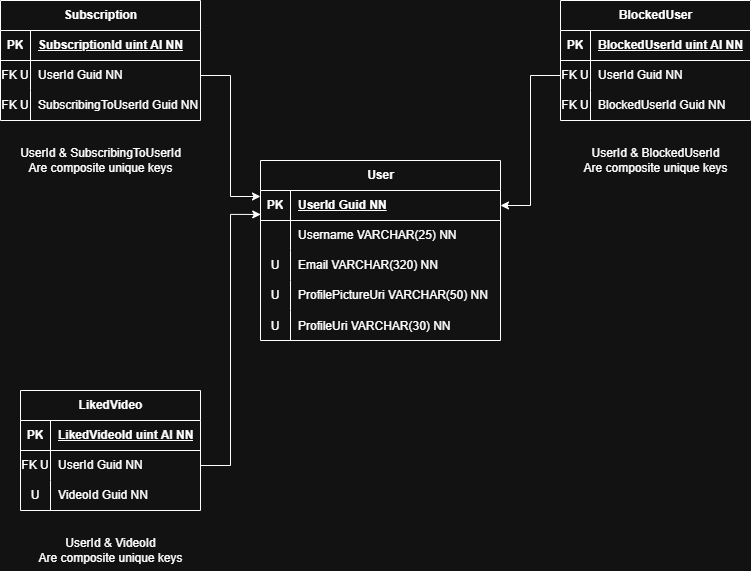 Subscription
PK SubscriptionId uint AI NN
FK U UserId Guid NN
FK U SubscribingToUserId Guid NN
UserId & SubscribingToUserId
Are composite unique keys
BlockedUser
PK BlockedUserId uint AI NN
FK U UserId Guid NN
FK U BlockedUserId Guid NN
UserId & BlockedUserId
Are composite unique keys
User
PK UserId Guid NN
Username VARCHAR(25) NN
U Email VARCHAR(320) NN
U ProfilePictureUri VARCHAR(50) NN
U ProfileUri VARCHAR(30) NN
LikedVideo
PK LikedVideoId uint AI NN
FK U UserId Guid NN
U VideoId Guid NN
UserId & VideoId
Are composite unique keys